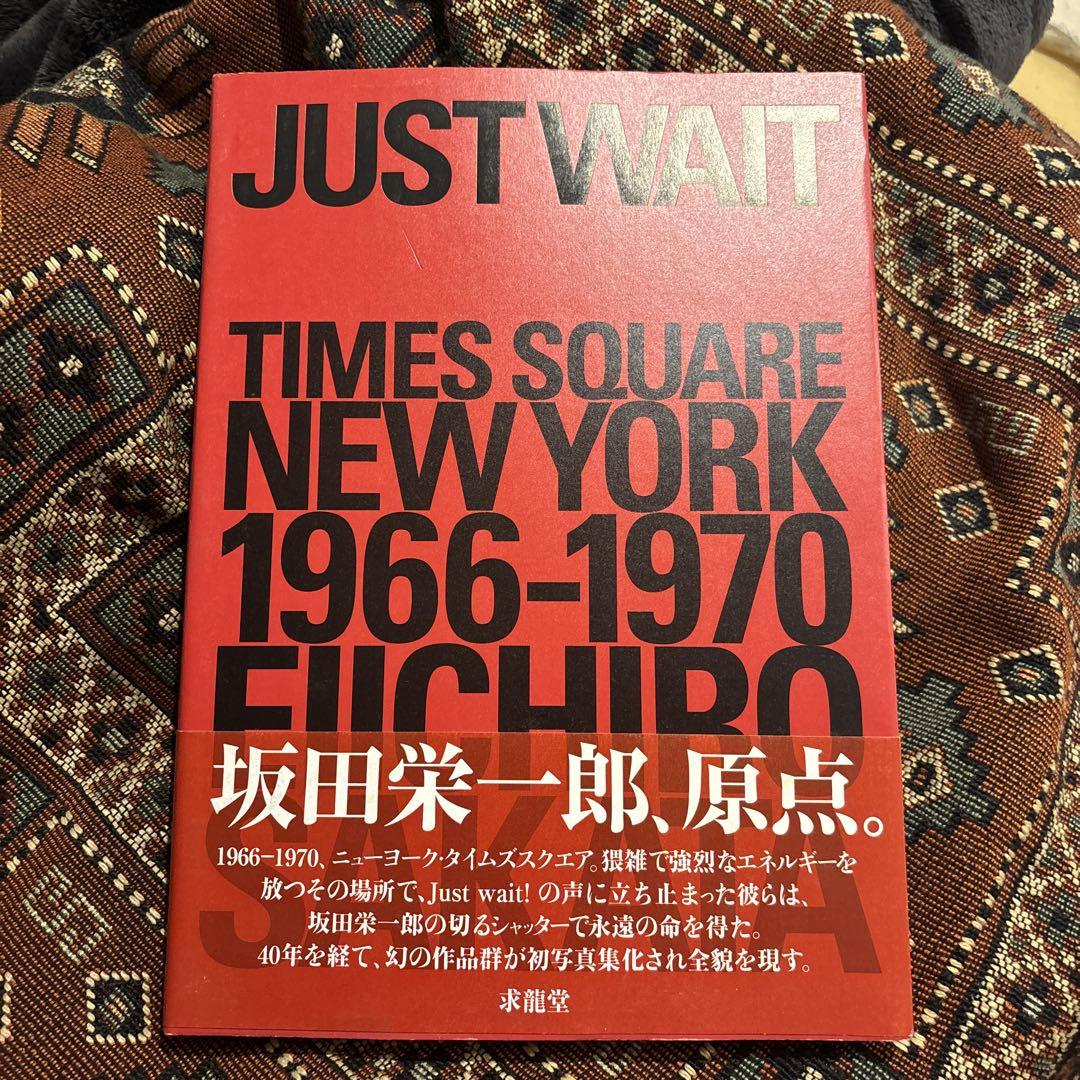 JUST WAIT
TIMES SQUARE
NEW YORK
1966–1970
EIICHIRO
SAKATA
坂田栄一郎、原点。
1966−1970、ニューヨーク・タイムズスクエア。猥雑で強烈なエネルギーを
放つその場所で、Just wait! の声に立ち止まった彼らは、
坂田栄一郎の切るシャッターで永遠の命を得た。
40年を経て、幻の作品群が初写真集化され全貌を現す。
求龍堂